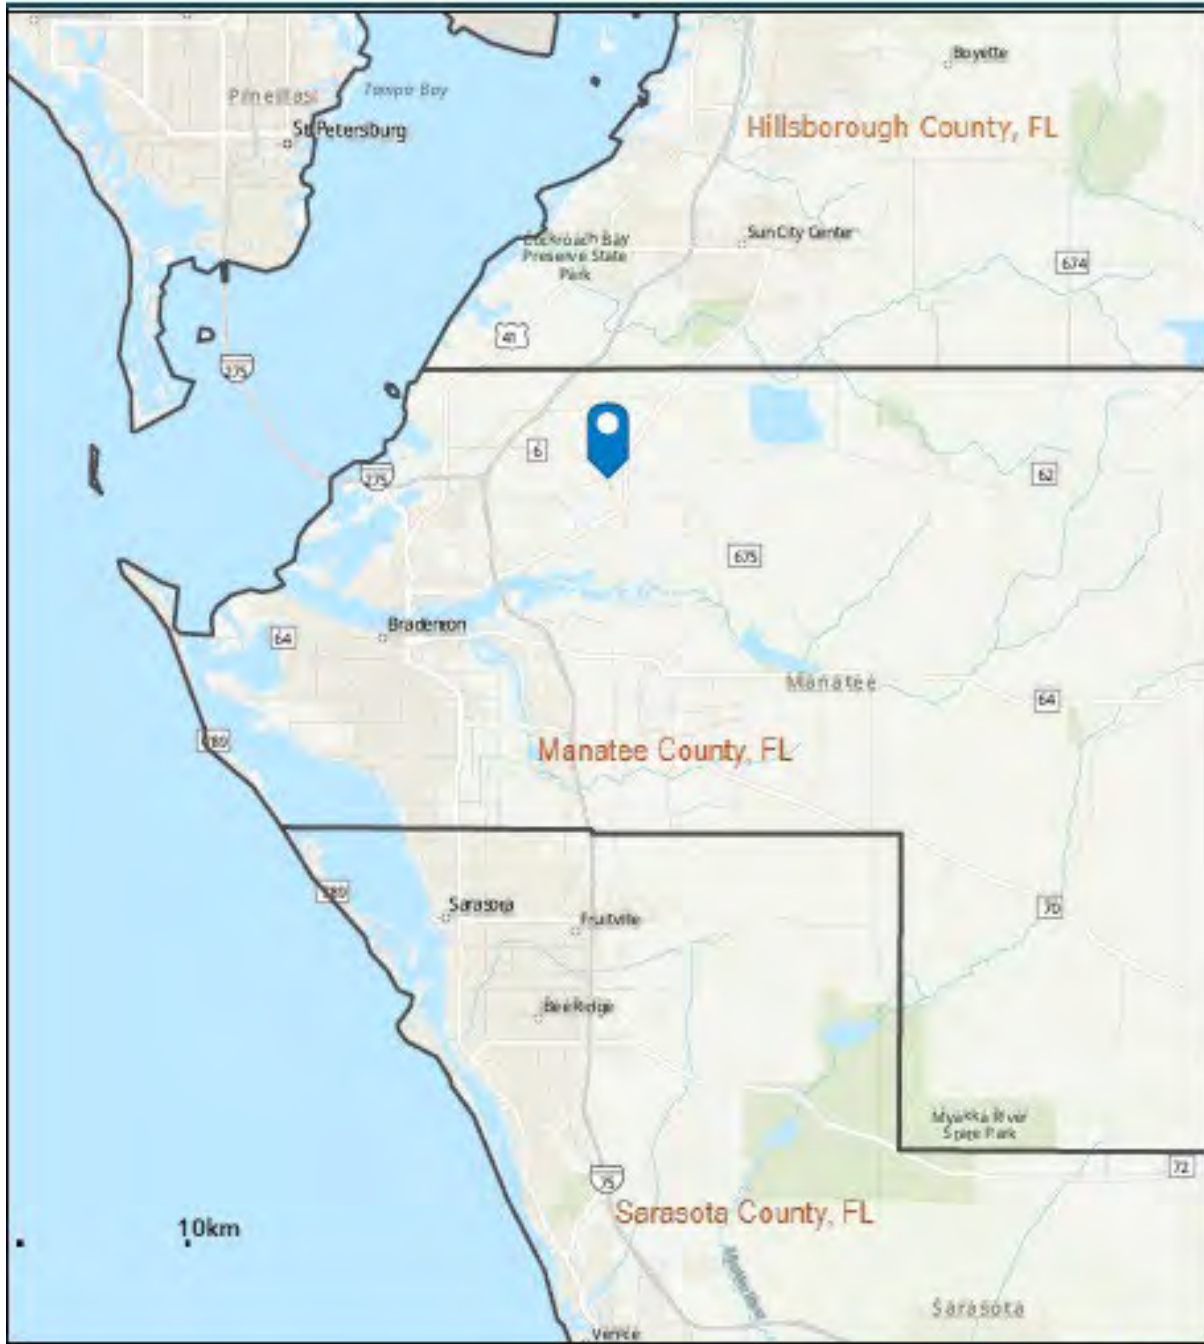 Boyette
Pinellas
Tampa Bay
St Petersburg
Hillsborough County, FL
Sun City Center
Cockroach Bay
Preserve State
Park
674
41
275
6
275
62
675
64
Bradenton
Manatee
64
789
Manatee County, FL
789
Sarasota
Fruitville
70
Bee Ridge
Myakka River
State Park
72
75
Sarasota County, FL
10km
Myakka River
Sarasota
Venice